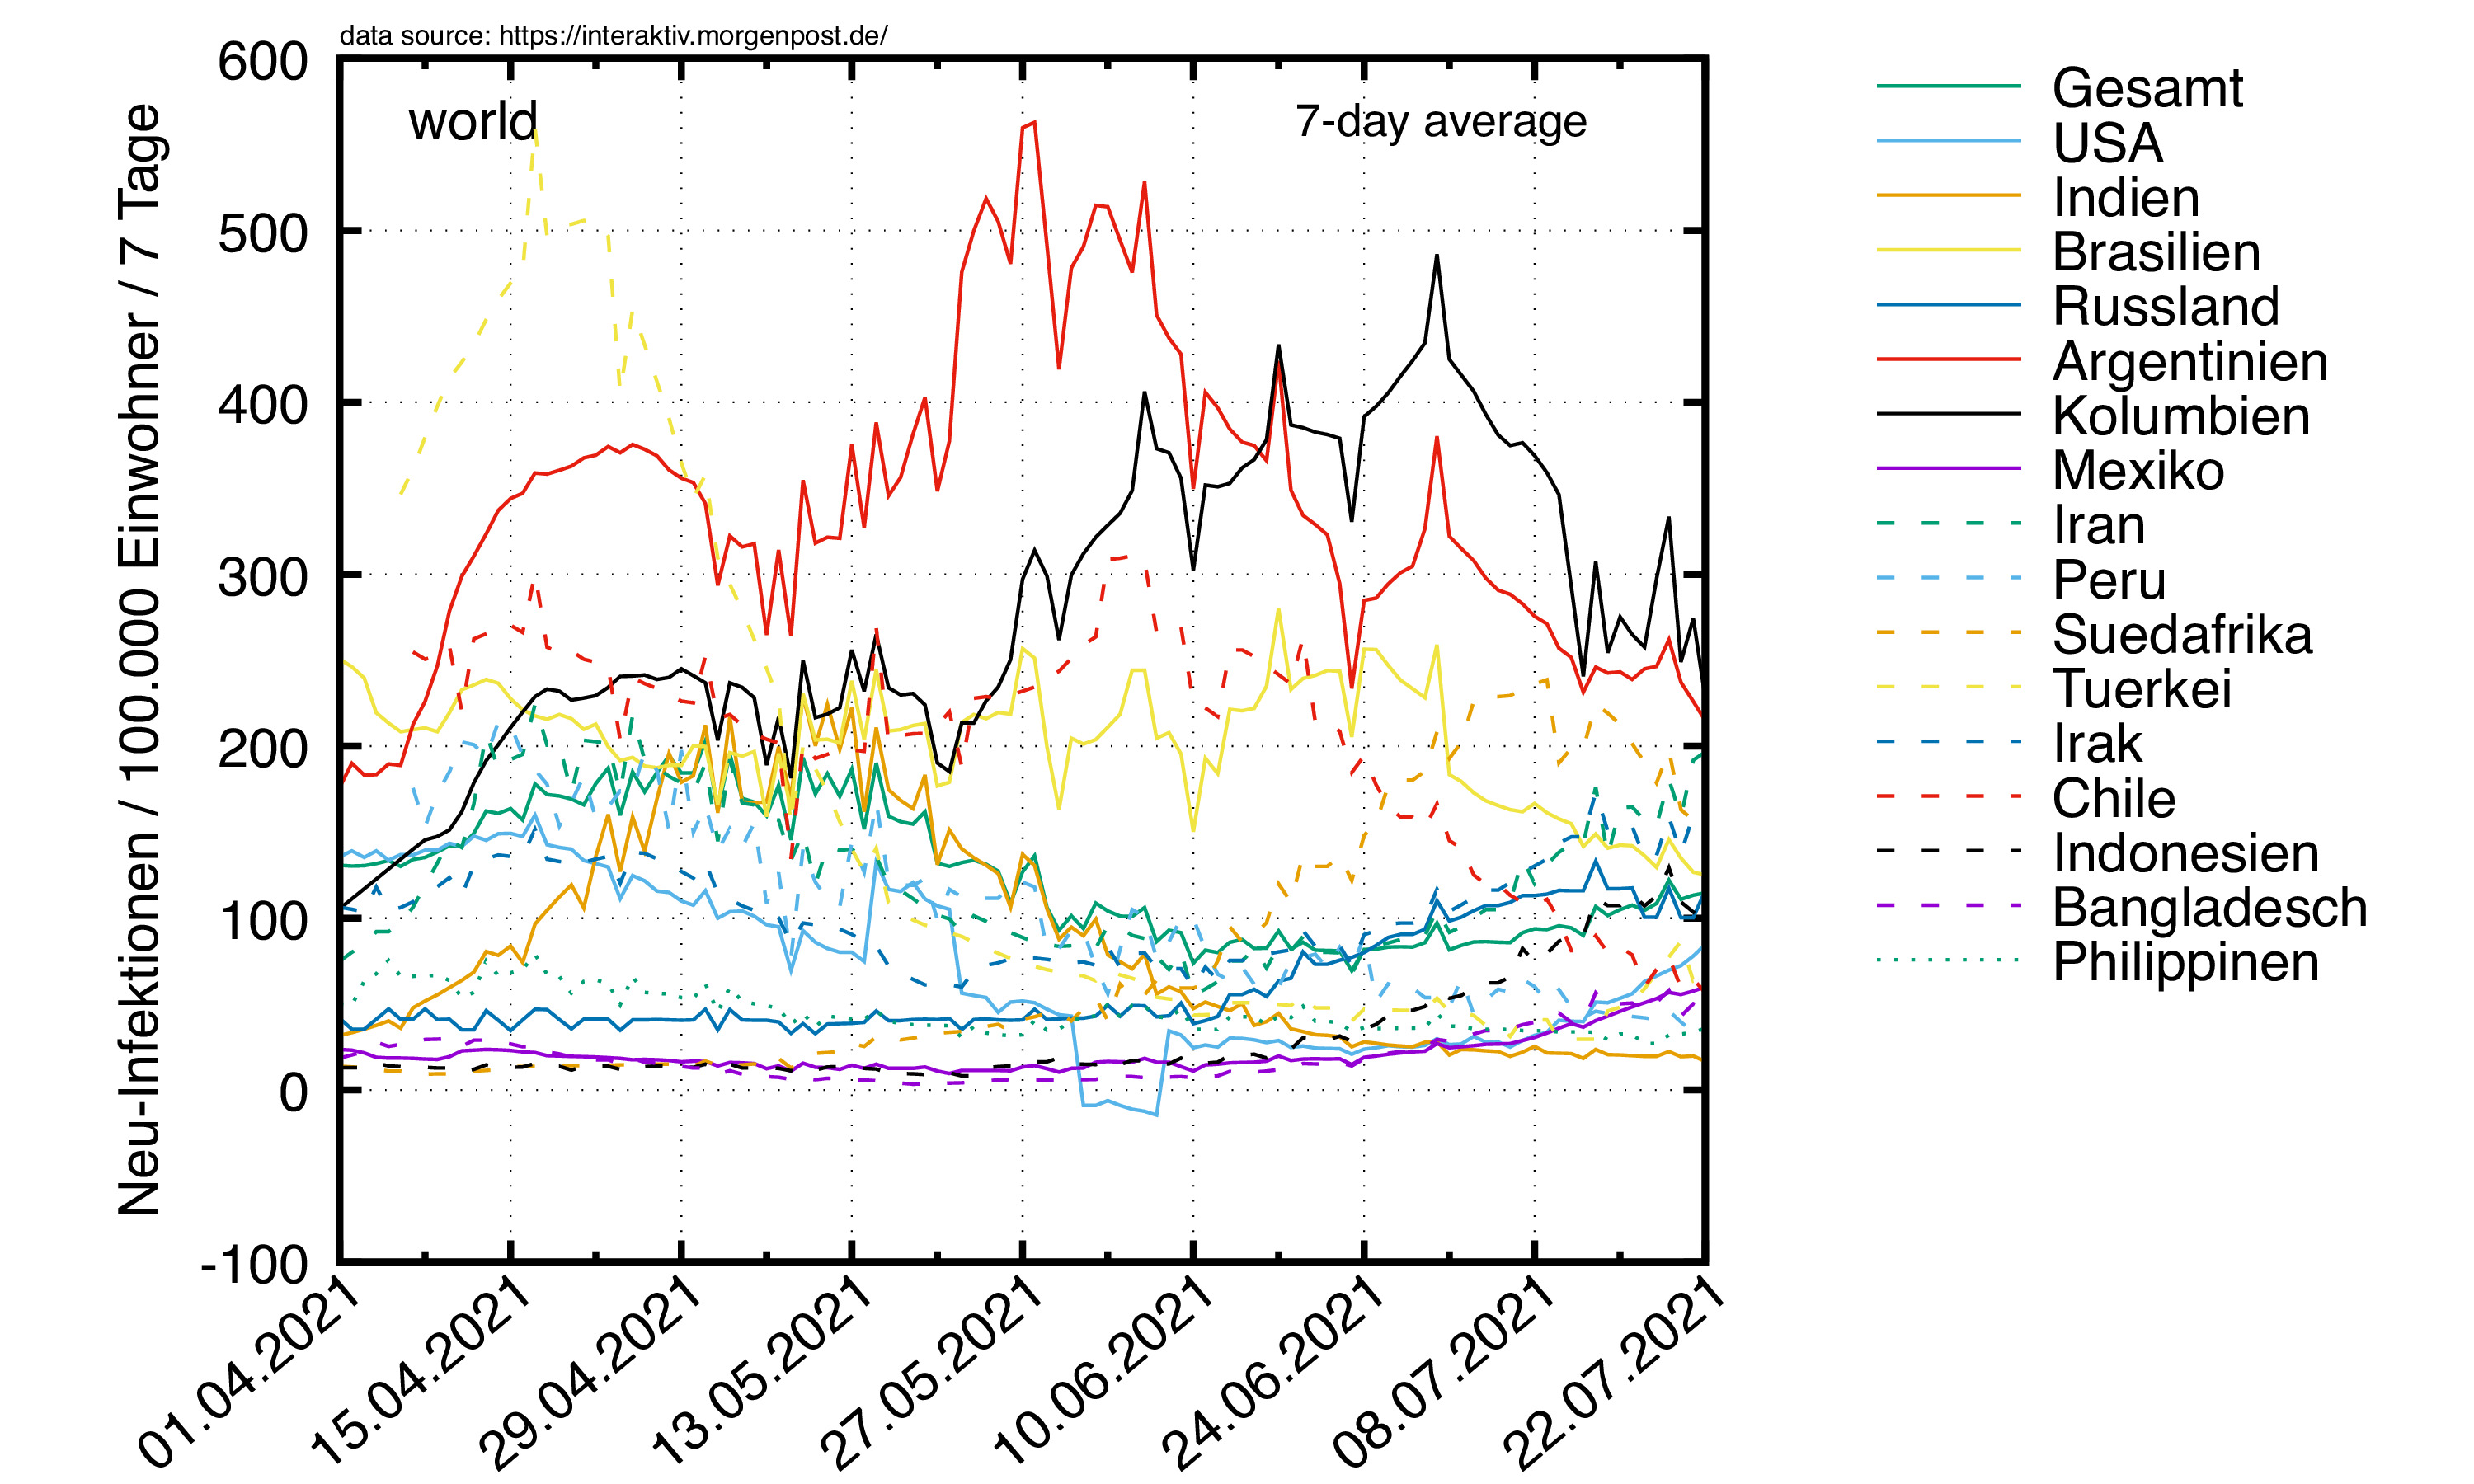 data source: https://interaktiv.morgenpost.de/
world
7-day average
Neu-Infektionen / 100.000 Einwohner / 7 Tage
600
500
400
300
200
100
0
-100
01.04.2021
15.04.2021
29.04.2021
13.05.2021
27.05.2021
10.06.2021
24.06.2021
08.07.2021
22.07.2021
Gesamt
USA
Indien
Brasilien
Russland
Argentinien
Kolumbien
Mexiko
Iran
Peru
Suedafrika
Tuerkei
Irak
Chile
Indonesien
Bangladesch
Philippinen